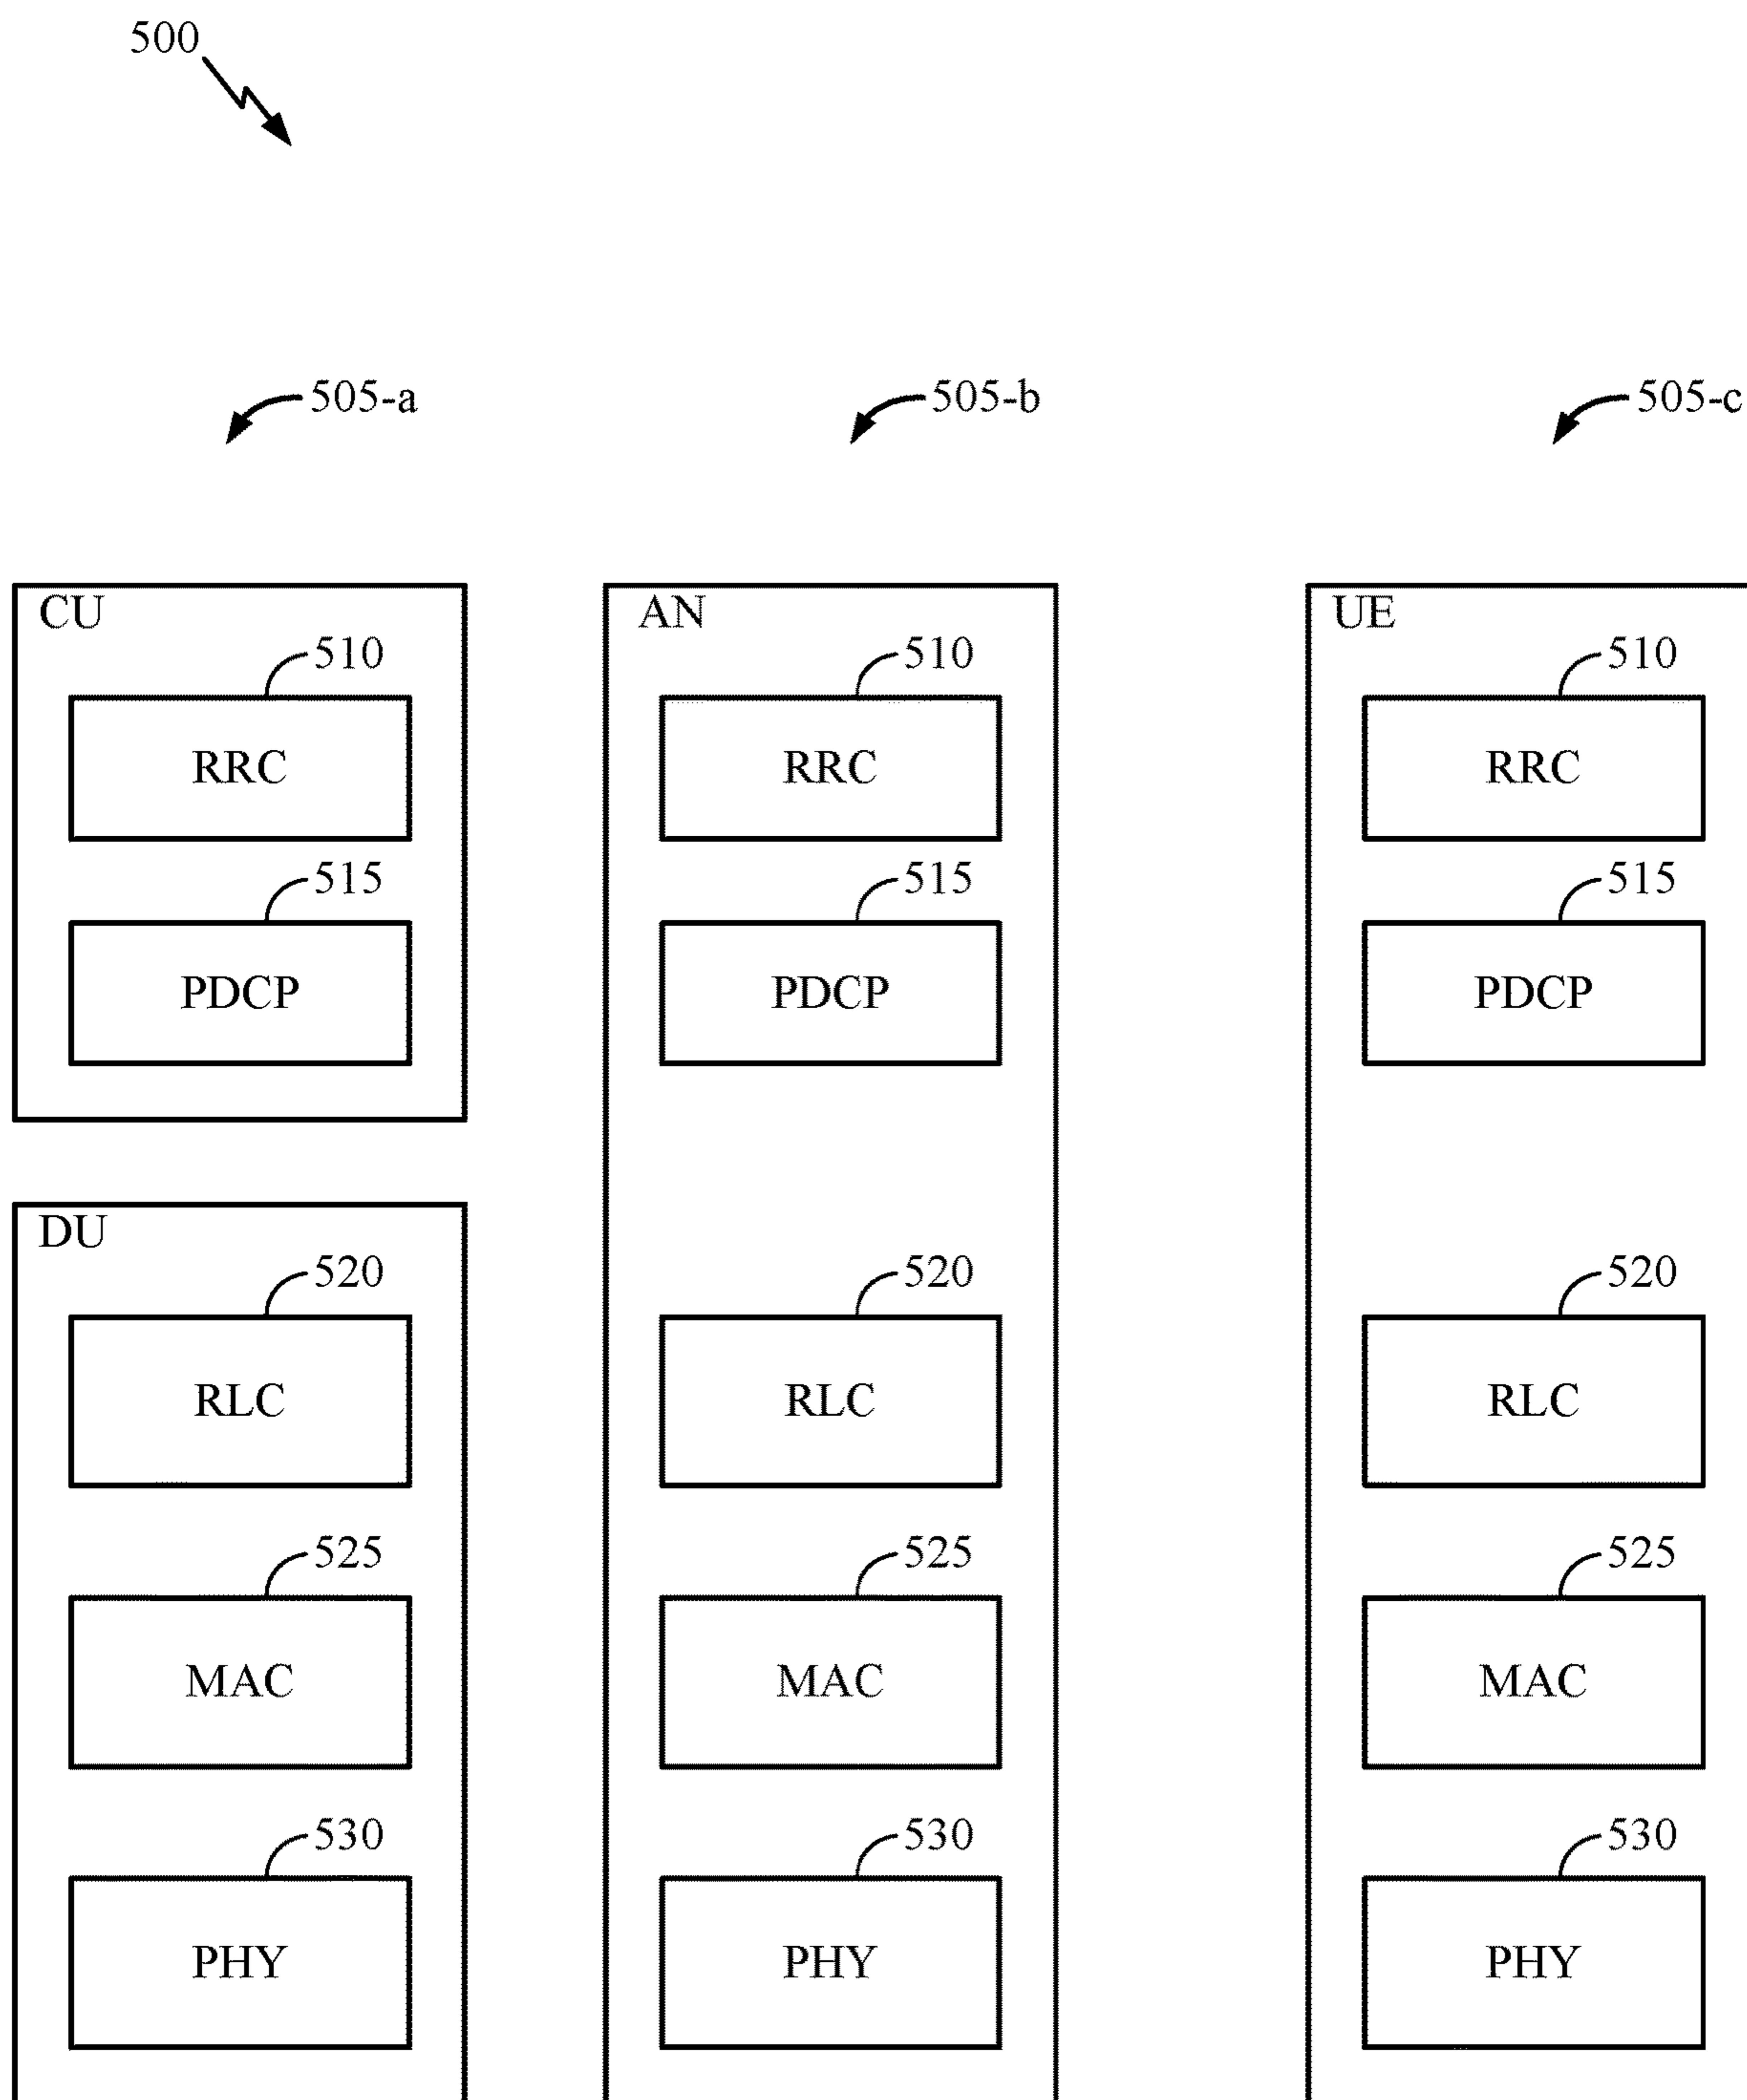 500
505-a 505-b 505-c
CU AN UE
510 510 510
RRC RRC RRC
515 515 515
PDCP PDCP PDCP
DU
520 520 520
RLC RLC RLC
525 525 525
MAC MAC MAC
530 530 530
PHY PHY PHY